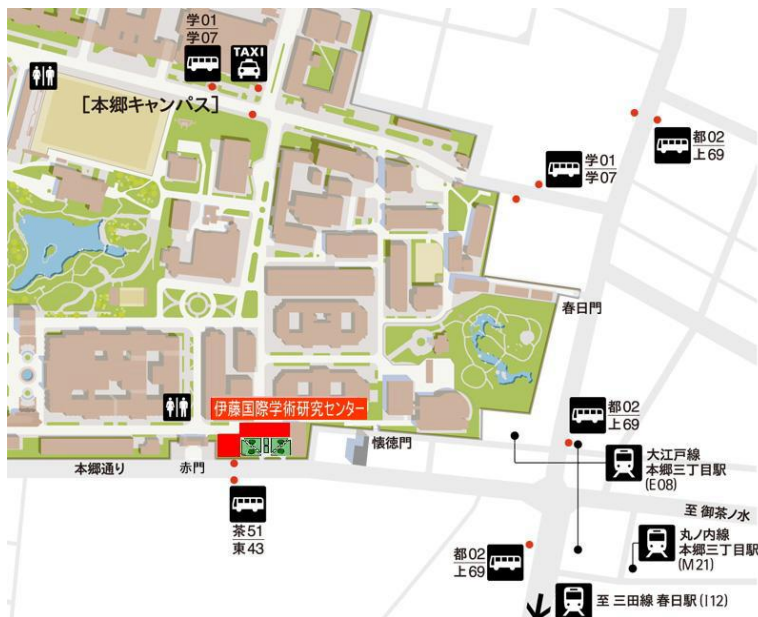 学01
学07
TAXI
[本郷キャンパス]
都02
上69
学01
学07
春日門
伊藤国際学術研究センター
都02
上69
懐徳門
大江戸線
本郷三丁目駅
(E08)
本郷通り
赤門
至 御茶ノ水
茶51
東43
丸ノ内線
本郷三丁目駅
(M21)
都02
上69
至 三田線 春日駅(I12)